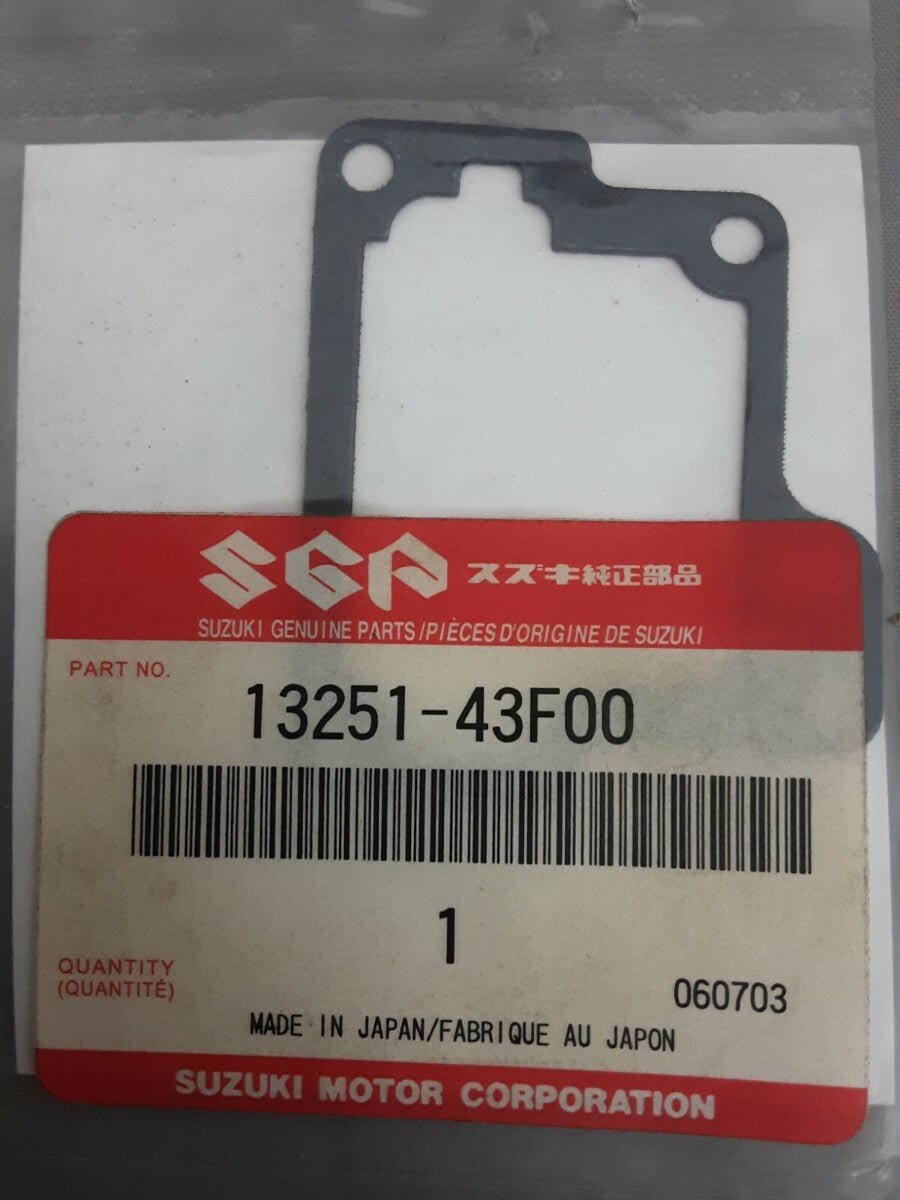 SGP スズキ純正部品
SUZUKI GENUINE PARTS/PIÈCES D'ORIGINE DE SUZUKI
PART NO.
13251-43F00
1
QUANTITY
(QUANTITÉ)
060703
MADE IN JAPAN/FABRIQUE AU JAPON
SUZUKI MOTOR CORPORATION